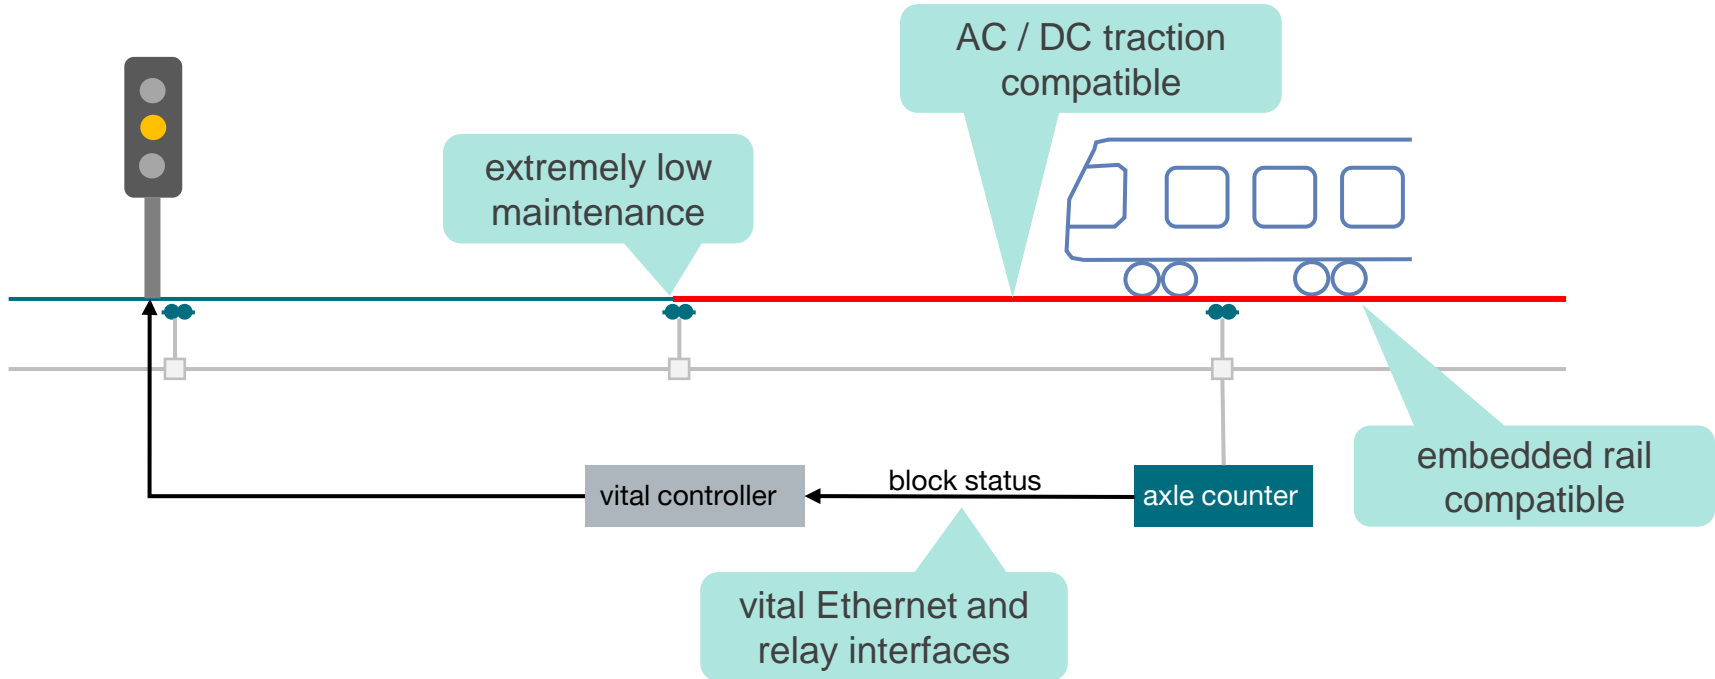 AC / DC traction
compatible
extremely low
maintenance
embedded rail
compatible
vital controller
block status
axle counter
vital Ethernet and
relay interfaces